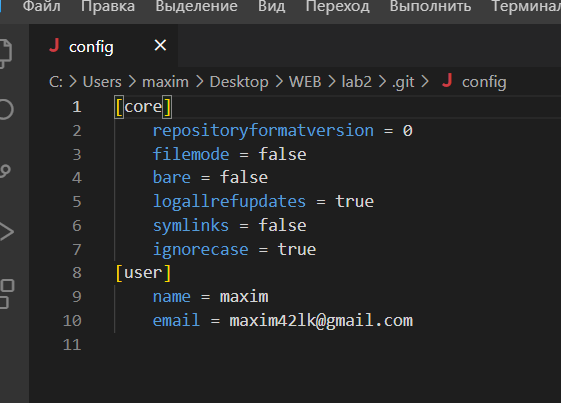 Файл Правка Выделение Вид Переход Выполнить Терминал
J config ×
C: > Users > maxim > Desktop > WEB > lab2 > .git > J config
1 [core]
2 repositoryformatversion = 0
3 filemode = false
4 bare = false
5 logallrefupdates = true
6 symlinks = false
7 ignorecase = true
8 [user]
9 name = maxim
10 email = maxim42lk@gmail.com
11